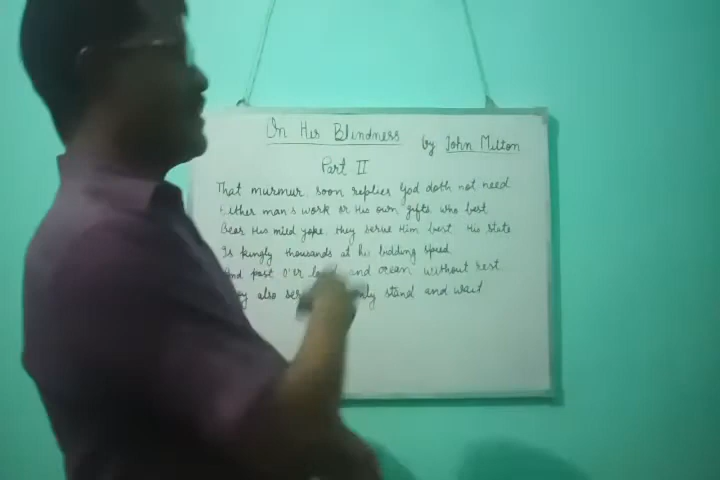 On His Blindness
by John Milton
Part II
That murmur soon replies God doth not need
Either man's work or His own gifts who best
Bear His mild yoke they serve Him best His state
Is kingly thousands at his bidding speed
And post o'er land and ocean without rest
also only stand and wait